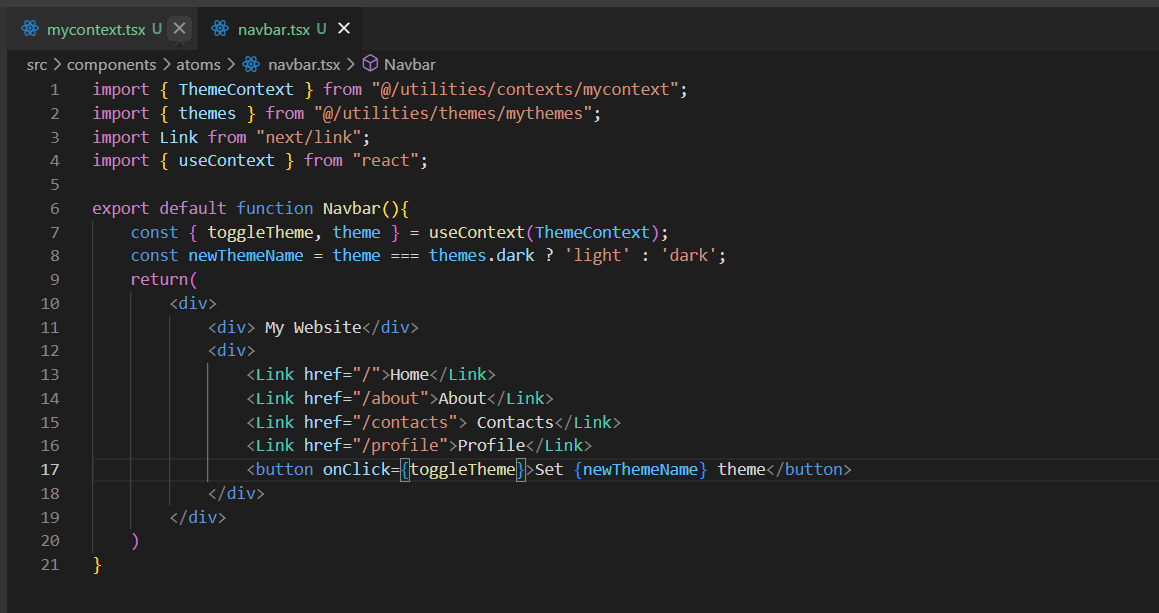 mycontext.tsx U ✕ navbar.tsx U ✕
src > components > atoms > navbar.tsx > Navbar
1 import { ThemeContext } from "@/utilities/contexts/mycontext";
2 import { themes } from "@/utilities/themes/mythemes";
3 import Link from "next/link";
4 import { useContext } from "react";
5
6 export default function Navbar(){
7     const { toggleTheme, theme } = useContext(ThemeContext);
8     const newThemeName = theme === themes.dark ? 'light' : 'dark';
9     return(
10         <div>
11             <div> My Website</div>
12             <div>
13                 <Link href="/">Home</Link>
14                 <Link href="/about">About</Link>
15                 <Link href="/contacts"> Contacts</Link>
16                 <Link href="/profile">Profile</Link>
17                 <button onClick={toggleTheme}>Set {newThemeName} theme</button>
18             </div>
19         </div>
20     )
21 }